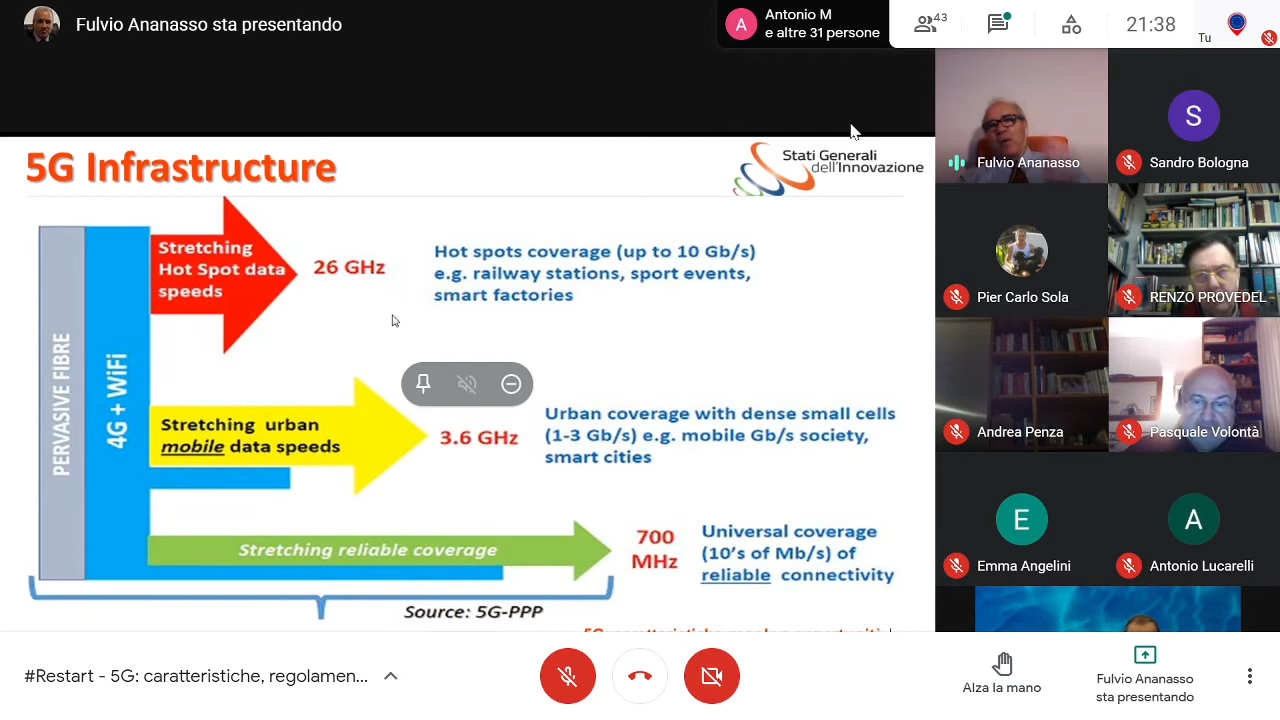 Fulvio Ananasso sta presentando
A
Antonio M
e altre 31 persone
43
21:38
Tu
5G Infrastructure
Stati Generali
dell'Innovazione
PERVASIVE FIBRE
4G + WiFi
Stretching
Hot Spot data
speeds
26 GHz
Hot spots coverage (up to 10 Gb/s)
e.g. railway stations, sport events,
smart factories
Stretching urban
mobile data speeds
3.6 GHz
Urban coverage with dense small cells
(1-3 Gb/s) e.g. mobile Gb/s society,
smart cities
Stretching reliable coverage
700
MHz
Universal coverage
(10's of Mb/s) of
reliable connectivity
Source: 5G-PPP
Fulvio Ananasso
S
Sandro Bologna
Pier Carlo Sola
RENZO PROVEDEL
Andrea Penza
Pasquale Volontà
E
Emma Angelini
A
Antonio Lucarelli
#Restart - 5G: caratteristiche, regolamen...
Alza la mano
Fulvio Ananasso
sta presentando